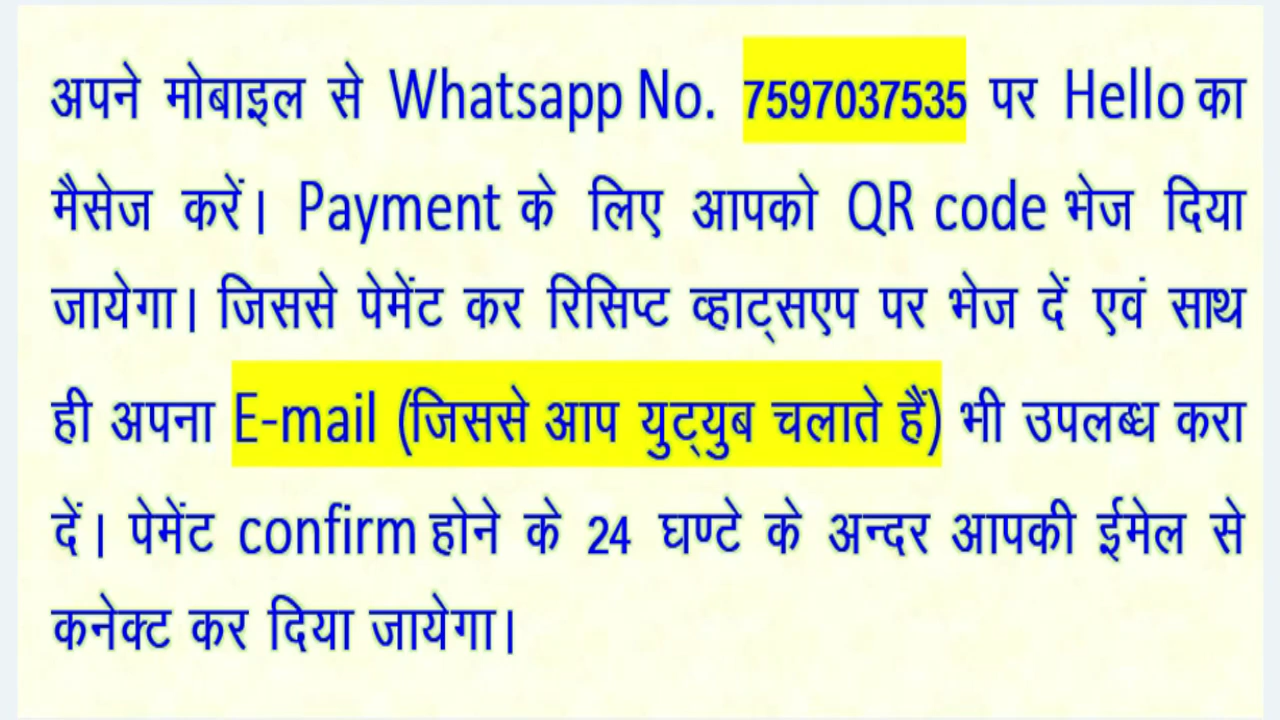 अपने मोबाइल से Whatsapp No. 7597037535 पर Hello का
मैसेज करें। Payment के लिए आपको QR code भेज दिया
जायेगा। जिससे पेमेंट कर रिसिप्ट व्हाट्सएप पर भेज दें एवं साथ
ही अपना E-mail (जिससे आप युट्युब चलाते हैं) भी उपलब्ध करा
दें। पेमेंट confirm होने के 24 घण्टे के अन्दर आपकी ईमेल से
कनेक्ट कर दिया जायेगा।